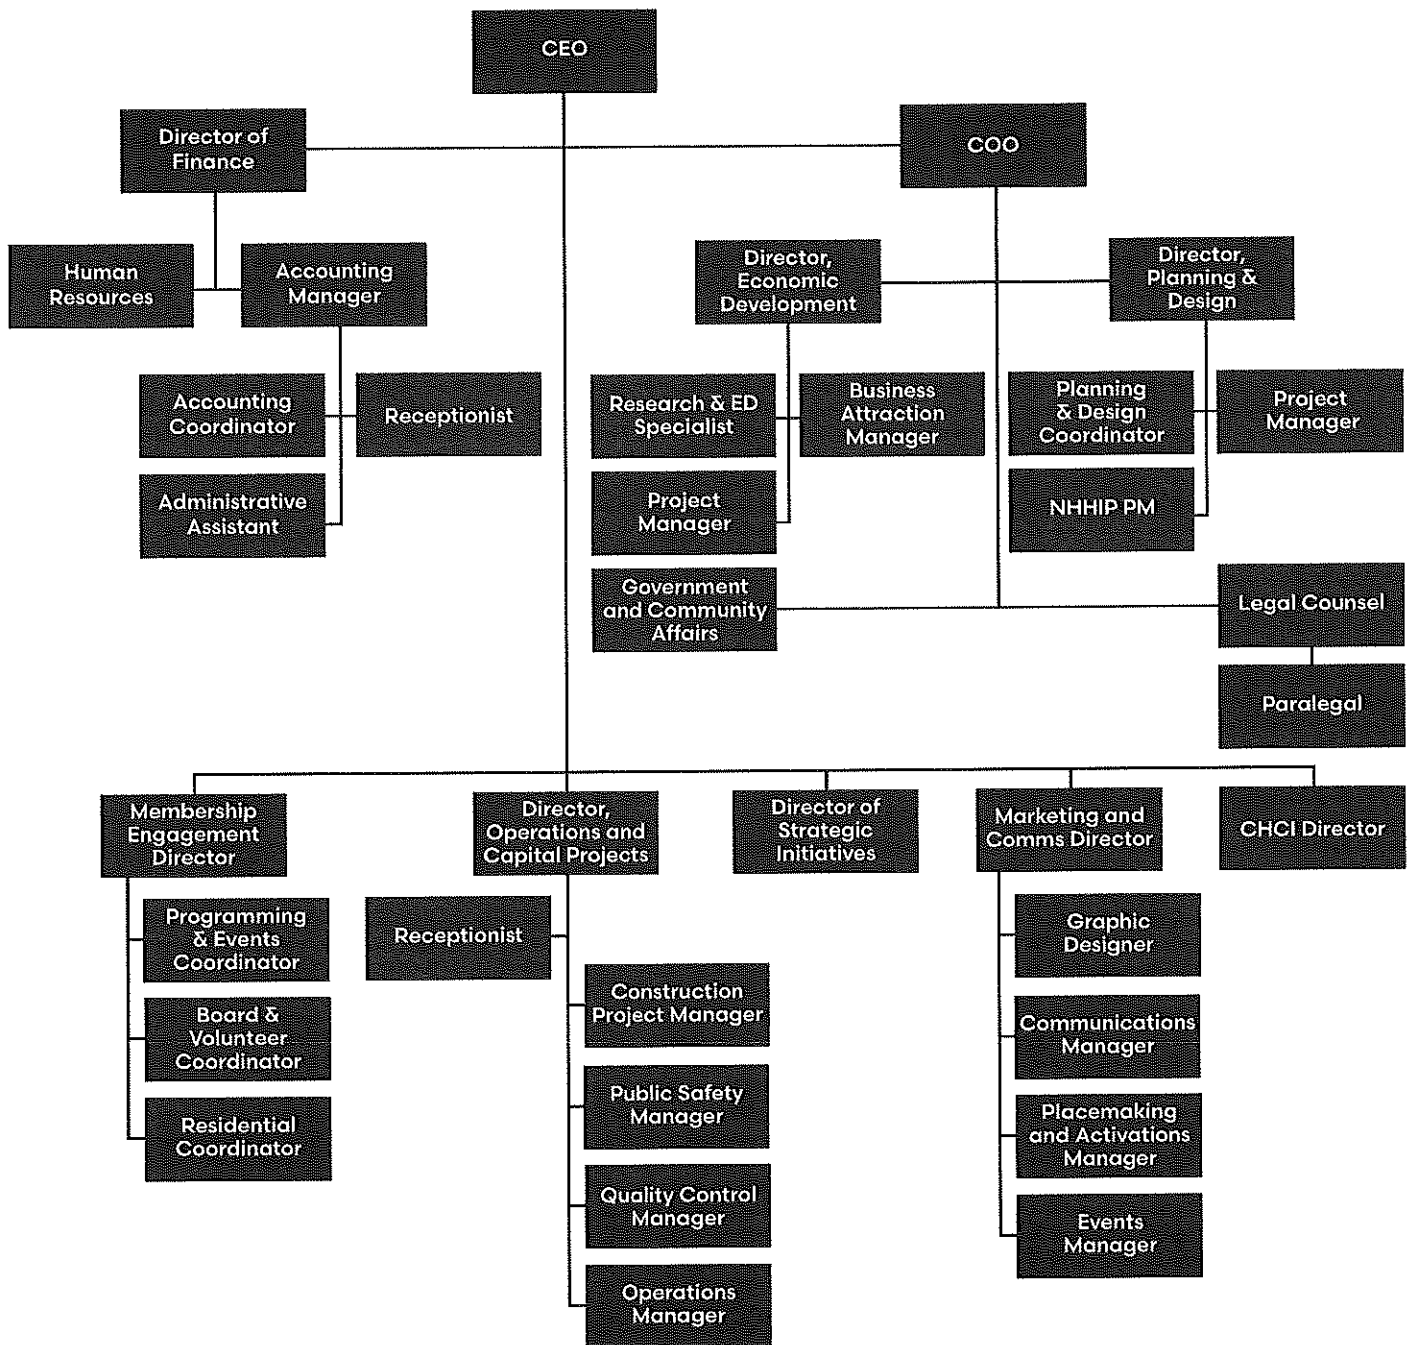 CEO
Director of
Finance
COO
Human
Resources
Accounting
Manager
Director,
Economic
Development
Director,
Planning &
Design
Accounting
Coordinator
Receptionist
Research & ED
Specialist
Business
Attraction
Manager
Planning
& Design
Coordinator
Project
Manager
Administrative
Assistant
Project
Manager
NHHIP PM
Government
and Community
Affairs
Legal Counsel
Paralegal
Membership
Engagement
Director
Director,
Operations and
Capital Projects
Director of
Strategic
Initiatives
Marketing and
Comms Director
CHCI Director
Programming
& Events
Coordinator
Board &
Volunteer
Coordinator
Residential
Coordinator
Receptionist
Construction
Project Manager
Public Safety
Manager
Quality Control
Manager
Operations
Manager
Graphic
Designer
Communications
Manager
Placemaking
and Activations
Manager
Events
Manager